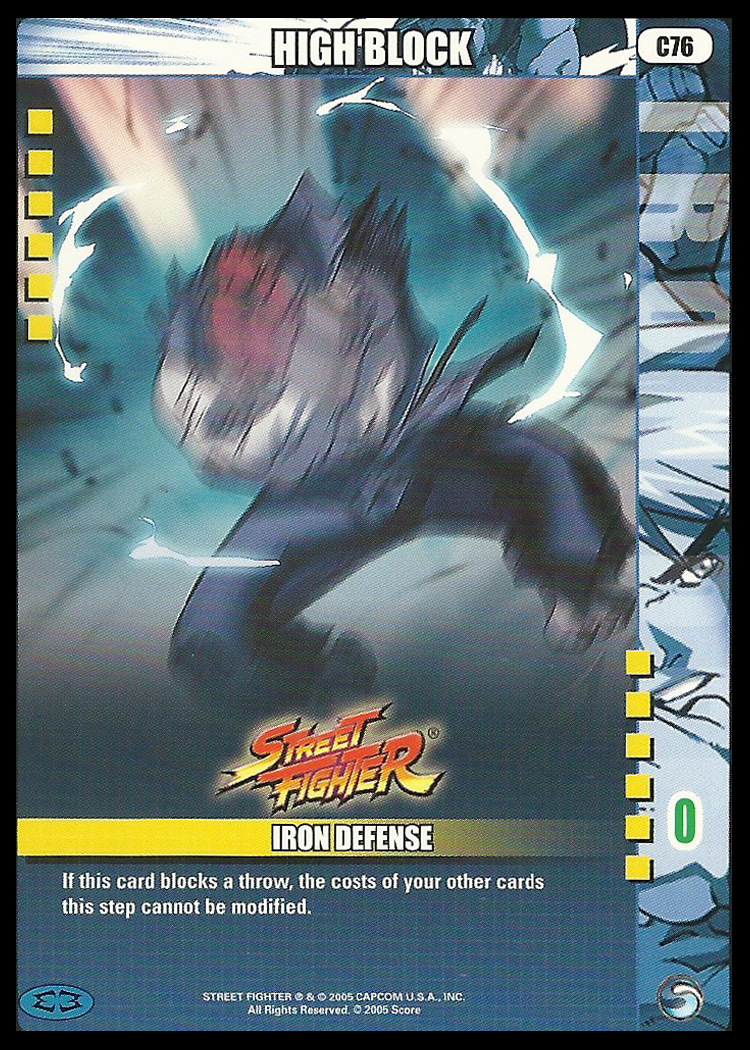 HIGH BLOCK
C76
STREET
FIGHTER®
IRON DEFENSE
0
If this card blocks a throw, the costs of your other cards
this step cannot be modified.
STREET FIGHTER ® & © 2005 CAPCOM U.S.A., INC.
All Rights Reserved. © 2005 Score